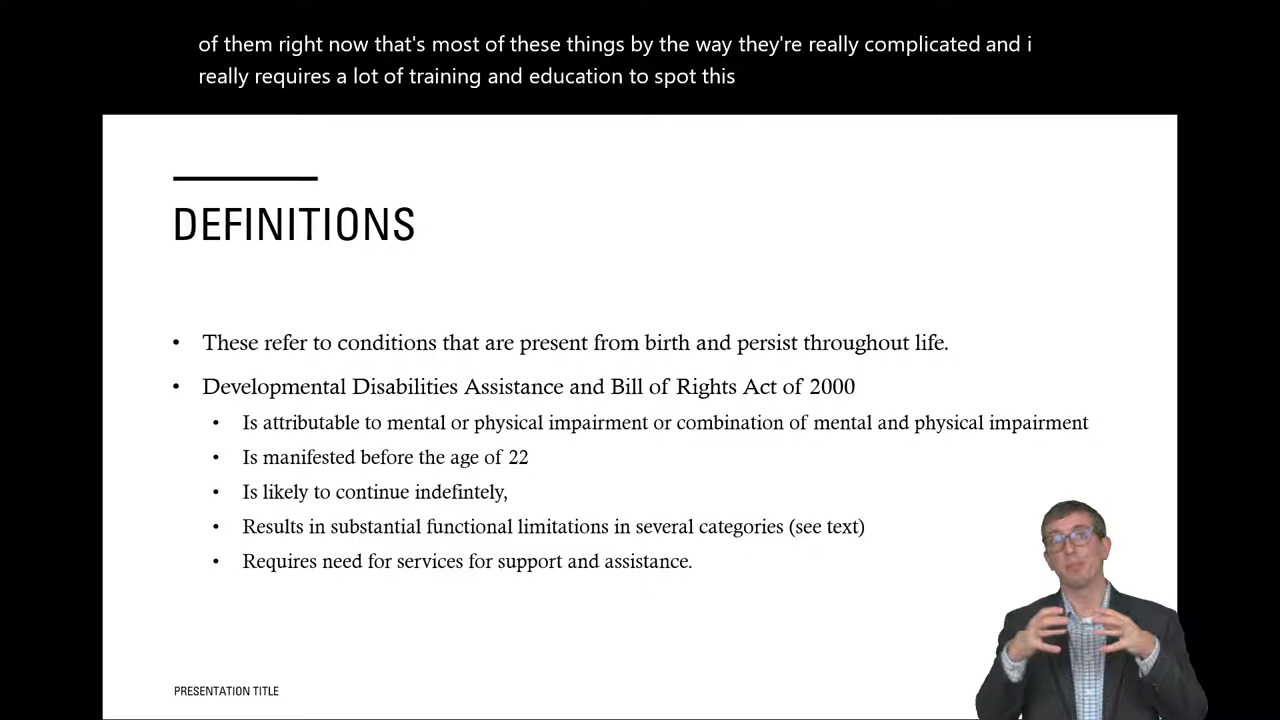 of them right now that's most of these things by the way they're really complicated and i
really requires a lot of training and education to spot this
DEFINITIONS
• These refer to conditions that are present from birth and persist throughout life.
• Developmental Disabilities Assistance and Bill of Rights Act of 2000
• Is attributable to mental or physical impairment or combination of mental and physical impairment
• Is manifested before the age of 22
• Is likely to continue indefintely,
• Results in substantial functional limitations in several categories (see text)
• Requires need for services for support and assistance.
PRESENTATION TITLE